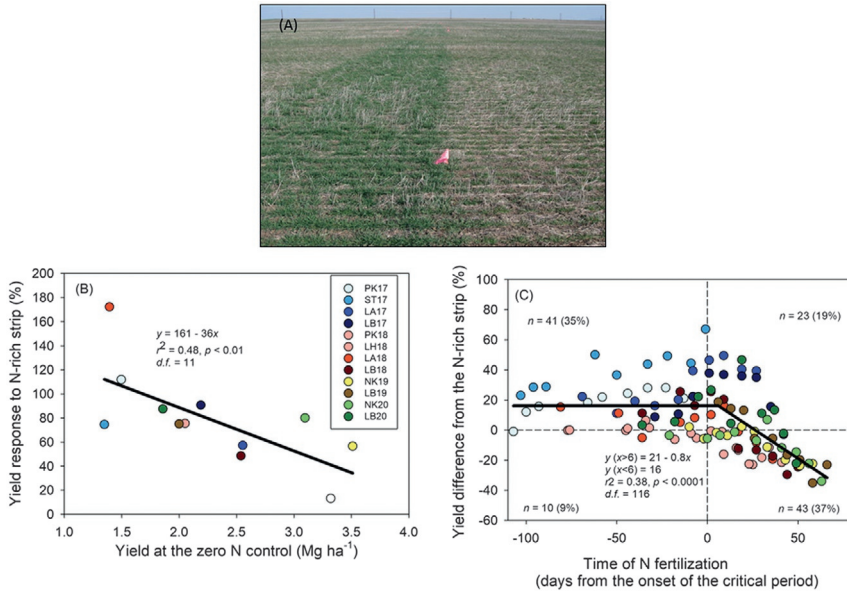 (A)
Yield response to N-rich strip (%)
200
180
160
140
120
100
80
60
40
20
0
(B)
y = 161 - 36x
r2 = 0.48, p < 0.01
d.f. = 11
PK17
ST17
LA17
LB17
PK18
LH18
LA18
LB18
NK19
LB19
NK20
LB20
1.0 1.5 2.0 2.5 3.0 3.5 4.0
Yield at the zero N control (Mg ha-1)
Yield difference from the N-rich strip (%)
100
80
60
40
20
0
-20
-40
-60
(C)
n = 41 (35%)
n = 23 (19%)
y (x>6) = 21 - 0.8x
y (x<6) = 16
r2 = 0.38, p < 0.0001
d.f. = 116
n = 10 (9%)
n = 43 (37%)
-100 -50 0 50
Time of N fertilization
(days from the onset of the critical period)